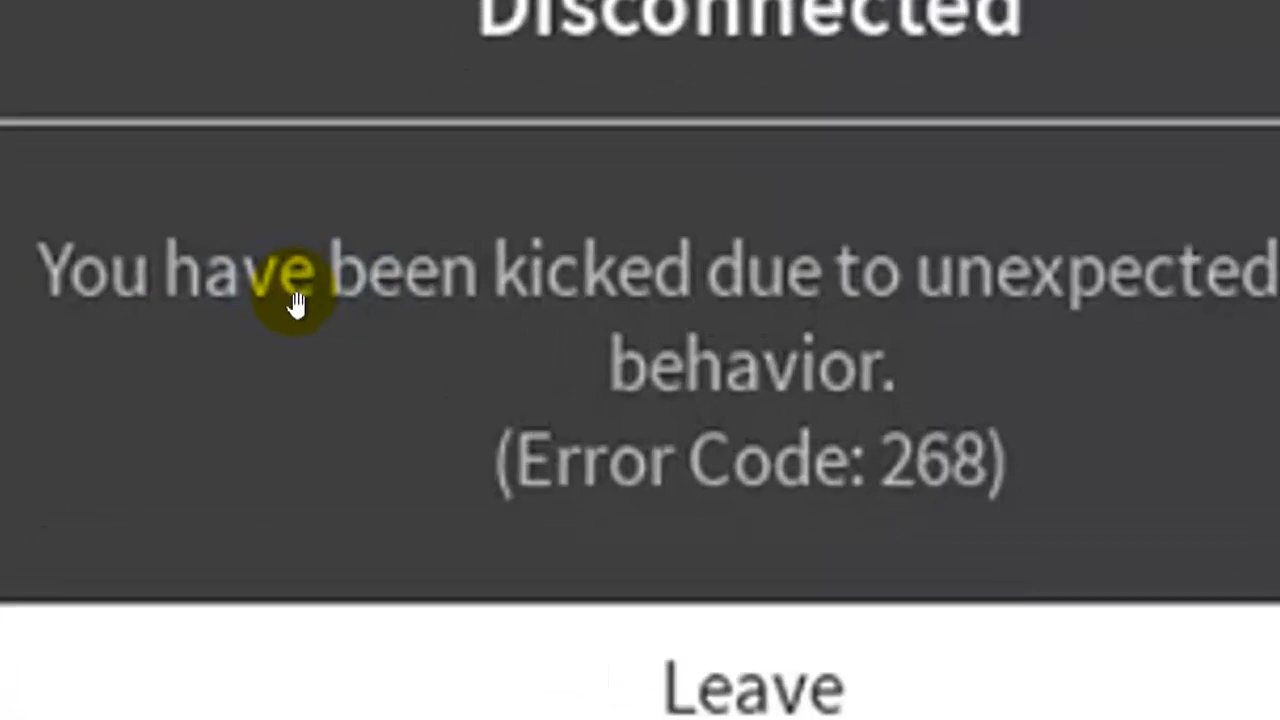 Disconnected
You have been kicked due to unexpected
behavior.
(Error Code: 268)
Leave